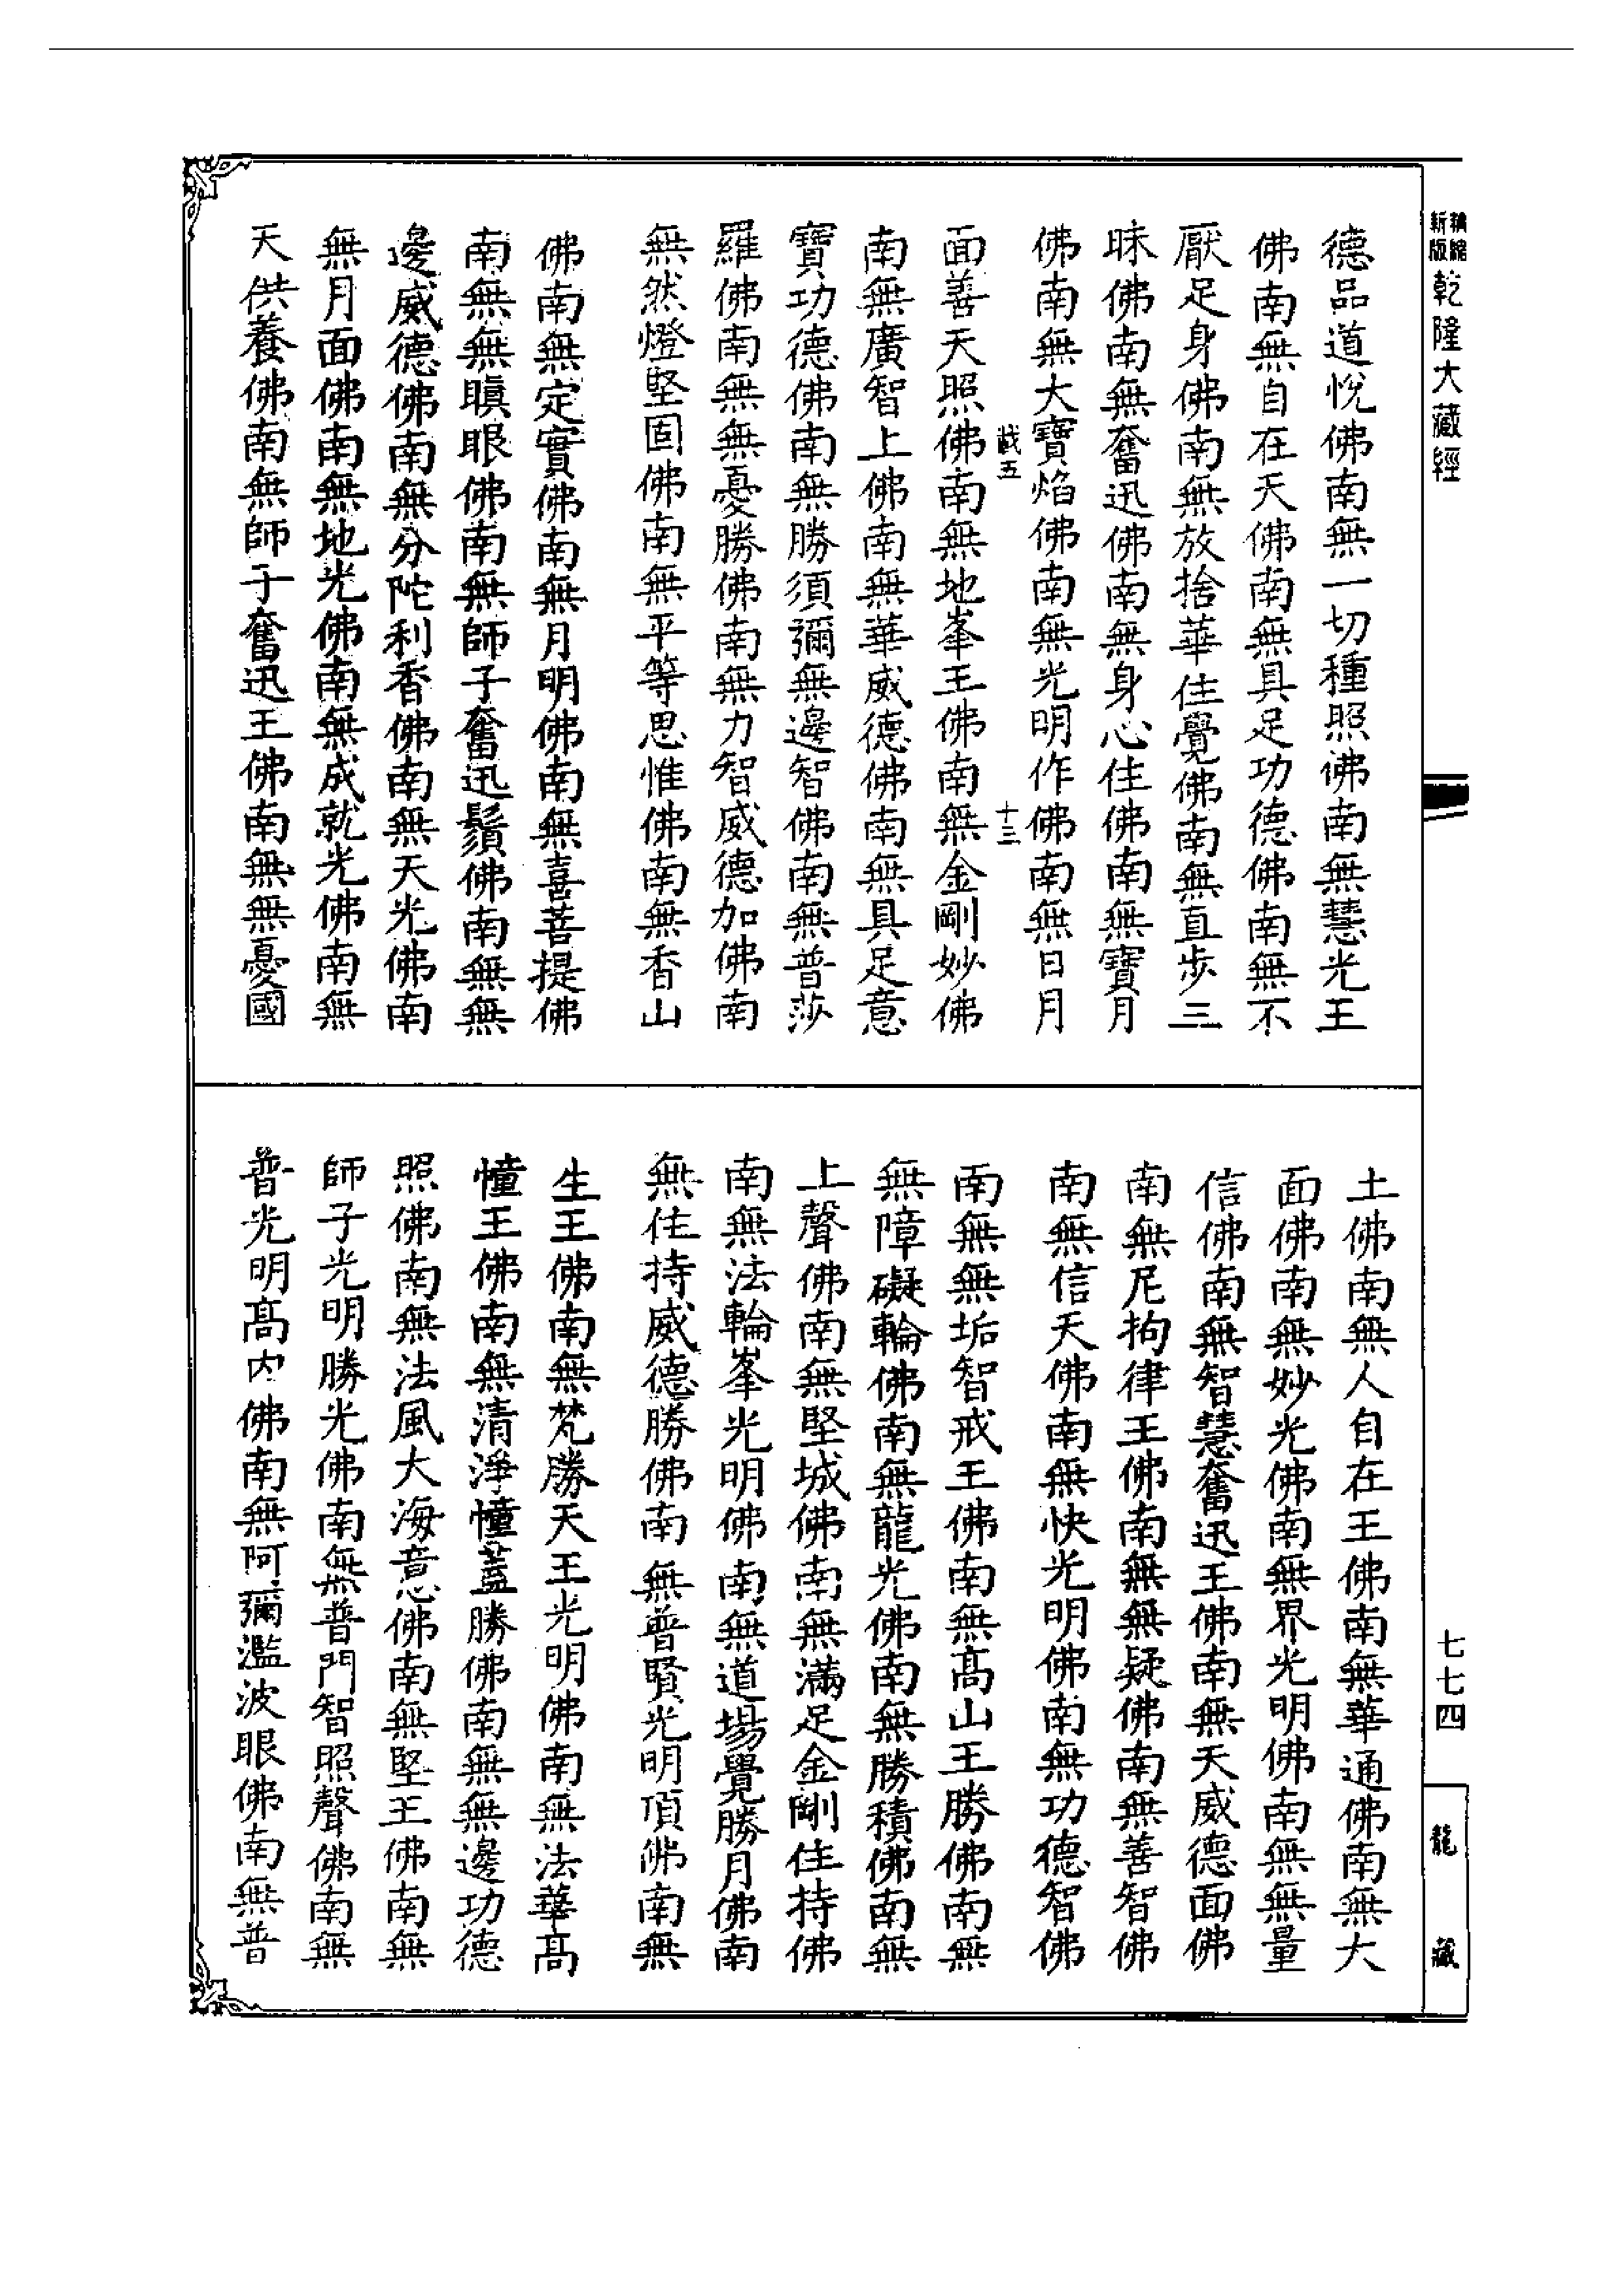 新版
精縮
乾隆大藏經
德品道悅佛南無一切種照佛南無慧光王
佛南無自在天佛南無具足功德佛南無不
厭足身佛南無放捨華住覺佛南無直步三
昧佛南無奮迅佛南無身心住佛南無寶月
佛南無大寶焰佛南無光明作佛南無日月
五
十三
面善天照佛南無地峯王佛南無金剛妙佛
南無廣智上佛南無華威德佛南無具足意
寶功德佛南無勝須彌無邊智佛南無普莎
羅佛南無無憂勝佛南無力智威德加佛南
無然燈堅固佛南無平等思惟佛南無香山
佛南無定實佛南無月明佛南無喜菩提佛
南無無瞋眼佛南無師子奮迅鬚佛南無無
邊威德佛南無分陀利香佛南無天光佛南
無月面佛南無地光佛南無成就光佛南無
天供養佛南無師子奮迅王佛南無無憂國
土佛南無人自在王佛南無華通佛南無大
面佛南無妙光佛南無界光明佛南無無量
信佛南無智慧奮迅王佛南無天威德面佛
南無尼拘律王佛南無無疑佛南無善智佛
南無信天佛南無快光明佛南無功德智佛
南無無垢智戒王佛南無高山王勝佛南無
無障礙輪佛南無龍光佛南無勝積佛南無
上聲佛南無堅城佛南無滿足金剛住持佛
南無法輪峯光明佛南無道場覺勝月佛南
無住持威德勝佛南無普賢光明頂佛南無
生王佛南無梵勝天王光明佛南無法華高
幢王佛南無清淨幢蓋勝佛南無無邊功德
照佛南無法風大海意佛南無堅王佛南無
師子光明勝光佛南無普門智照聲佛南無
普光明高内佛南無阿彌濫波眼佛南無普
七七四
龍藏